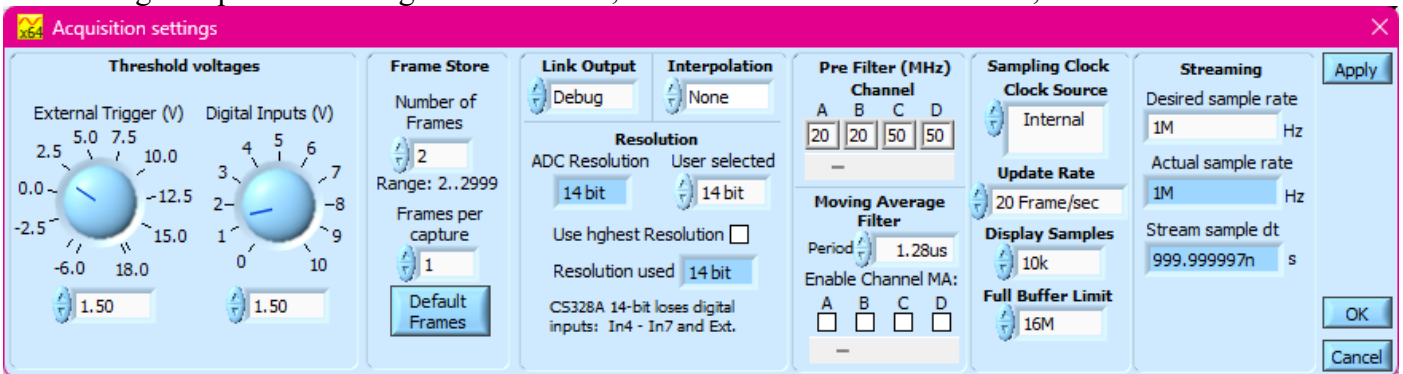 x64 Acquisition settings
Threshold voltages
External Trigger (V)
5.0 7.5
2.5 10.0
0.0 12.5
-2.5 15.0
-6.0 18.0
1.50
Digital Inputs (V)
4 5 6
3 7
2 8
1 9
0 10
1.50
Frame Store
Number of
Frames
2
Range: 2..2999
Frames per
capture
1
Default
Frames
Link Output
Debug
Interpolation
None
Resolution
ADC Resolution User selected
14 bit 14 bit
Use hghest Resolution
Resolution used 14 bit
CS328A 14-bit loses digital
inputs: In4 - In7 and Ext.
Pre Filter (MHz)
Channel
A B C D
20 20 50 50
–
Moving Average
Filter
Period 1.28us
Enable Channel MA:
A B C D
–
Sampling Clock
Clock Source
Internal
Update Rate
20 Frame/sec
Display Samples
10k
Full Buffer Limit
16M
Streaming
Desired sample rate
1M Hz
Actual sample rate
1M Hz
Stream sample dt
999.999997n s
Apply
OK
Cancel